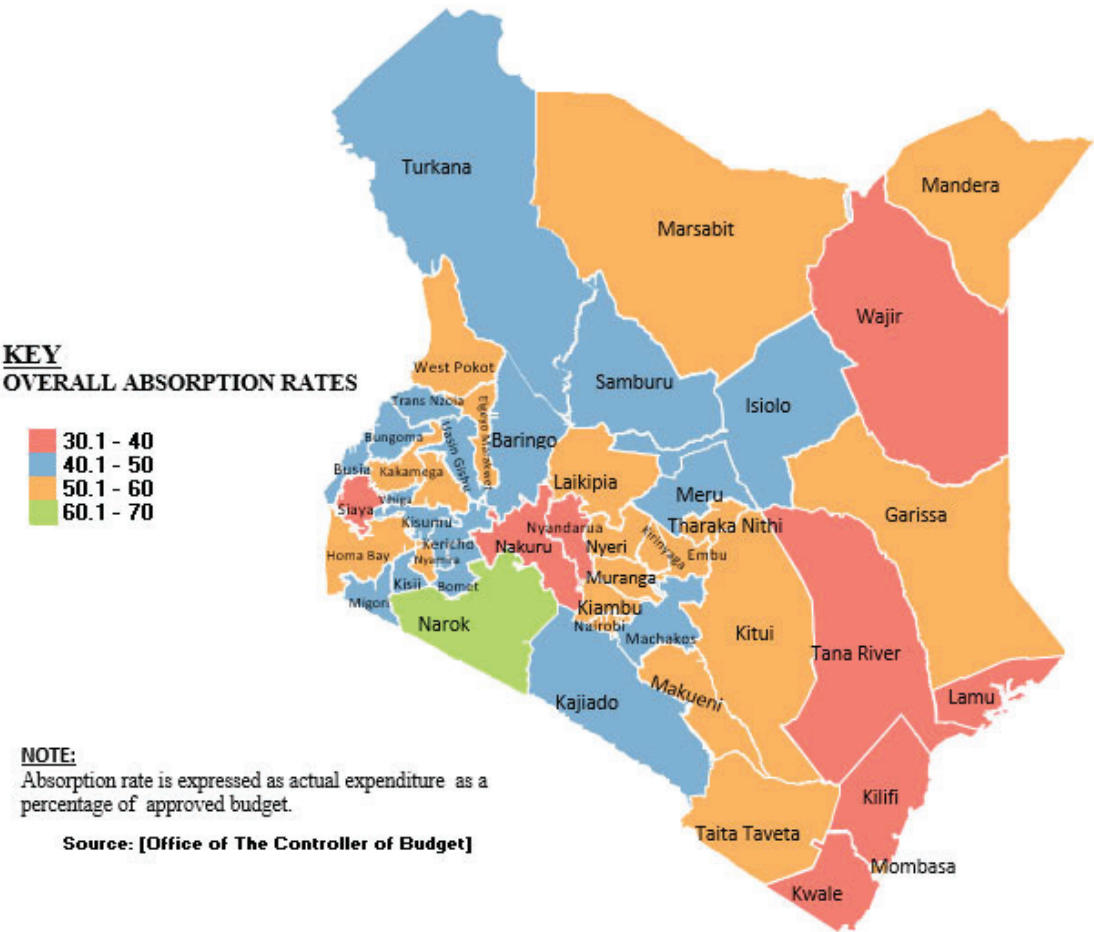 Turkana
Mandera
Marsabit
Wajir
KEY
OVERALL ABSORPTION RATES
30.1 - 40
40.1 - 50
50.1 - 60
60.1 - 70
West Pokot
Samburu
Trans Nzoia
Elgeyo Marakwet
Isiolo
Hasin Gishu
Bungoma
Baringo
Busia
Kakamega
Laikipia
Vhiga
Meru
Siaya
Garissa
Kisumu
Nyandarua
Tharaka Nithi
Kericho
Nakuru
Nyeri
Kirinyaga
Embu
Homa Bay
Nyamira
Muranga
Kisii
Bomet
Migori
Kiambu
Narok
Nairobi
Machakos
Kitui
Tana River
Makueni
Lamu
Kajiado
NOTE:
Absorption rate is expressed as actual expenditure as a
percentage of approved budget.
Kilifi
Source: [Office of The Controller of Budget]
Taita Taveta
Mombasa
Kwale